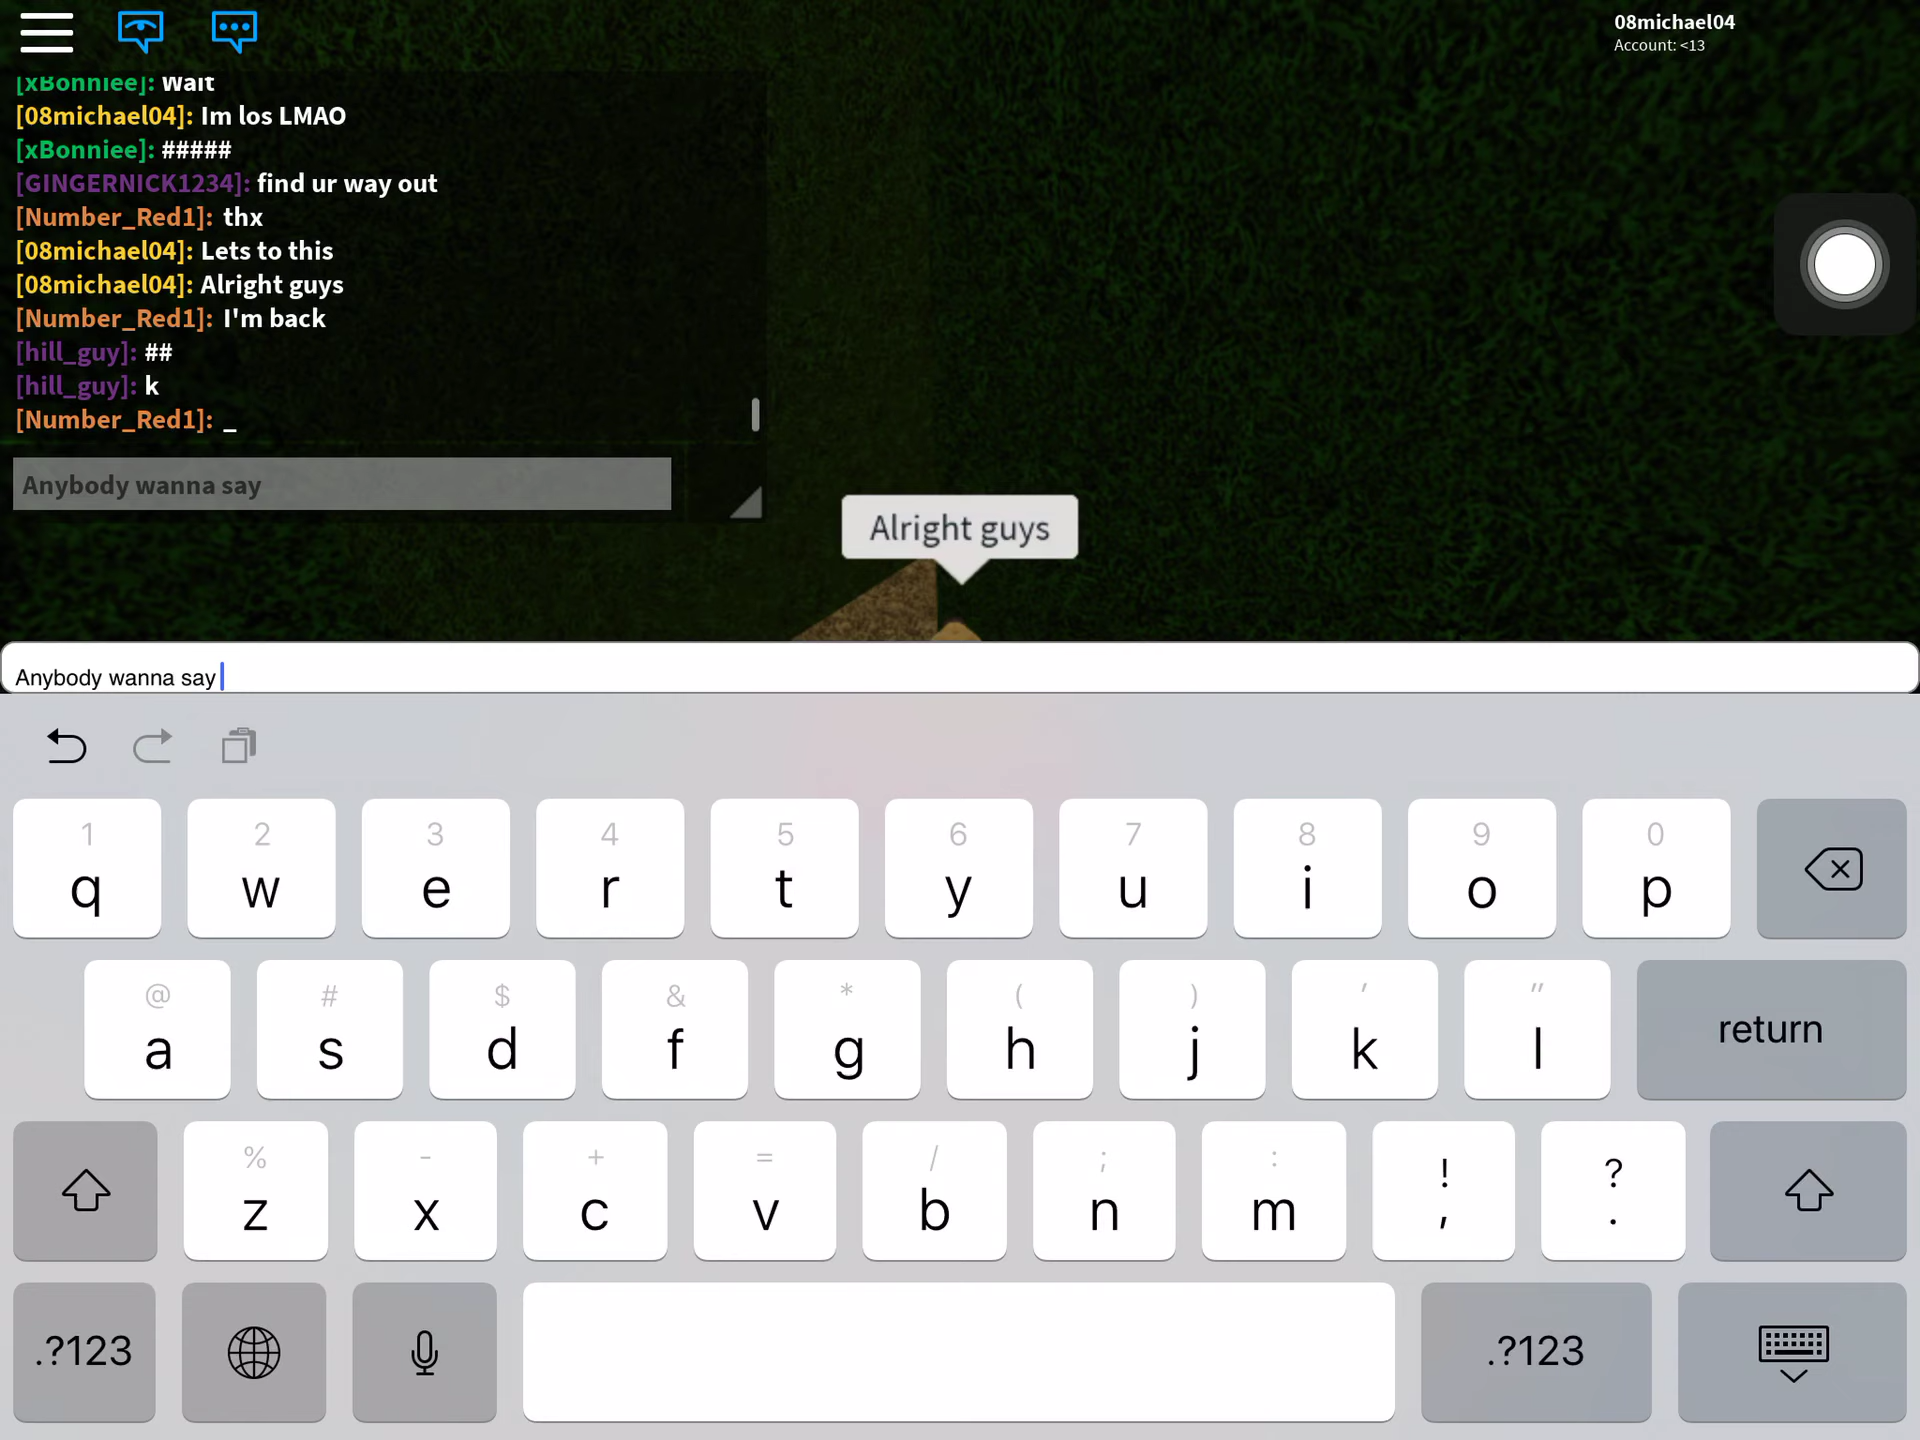 08michael04
Account: <13
[xBonniee]: Wait
[08michael04]: Im los LMAO
[xBonniee]: #####
[GINGERNICK1234]: find ur way out
[Number_Red1]: thx
[08michael04]: Lets to this
[08michael04]: Alright guys
[Number_Red1]: I'm back
[hill_guy]: ##
[hill_guy]: k
[Number_Red1]: _
Anybody wanna say
Alright guys
Anybody wanna say
1 2 3 4 5 6 7 8 9 0
q w e r t y u i o p
@ # $ & * ( ) ' "
a s d f g h j k l return
% - + = / ; : ! ?
z x c v b n m , .
.?123 .?123